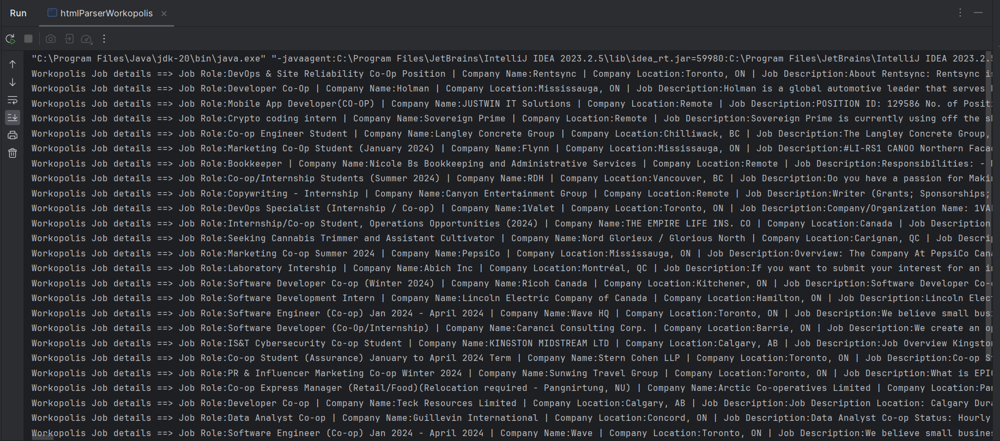 Run
htmlParserWorkopolis
"C:\Program Files\Java\jdk-20\bin\java.exe" "-javaagent:C:\Program Files\JetBrains\IntelliJ IDEA 2023.2.5\lib\idea_rt.jar=59980:C:\Program Files\JetBrains\IntelliJ IDEA 2023.2.5
Workopolis Job details ==> Job Role:DevOps & Site Reliability Co-Op Position | Company Name:Rentsync | Company Location:Toronto, ON | Job Description:About Rentsync: Rentsync is
Workopolis Job details ==> Job Role:Developer Co-Op | Company Name:Holman | Company Location:Mississauga, ON | Job Description:Holman is a global automotive leader that serves
Workopolis Job details ==> Job Role:Mobile App Developer(CO-OP) | Company Name:JUSTWIN IT Solutions | Company Location:Remote | Job Description:POSITION ID: 129586 No. of Posit
Workopolis Job details ==> Job Role:Crypto coding intern | Company Name:Sovereign Prime | Company Location:Remote | Job Description:Sovereign Prime is currently using off the s
Workopolis Job details ==> Job Role:Co-op Engineer Student | Company Name:Langley Concrete Group | Company Location:Chilliwack, BC | Job Description:The Langley Concrete Group,
Workopolis Job details ==> Job Role:Marketing Co-Op Student (January 2024) | Company Name:Flynn | Company Location:Mississauga, ON | Job Description:#LI-RS1 CANOO Northern Faca
Workopolis Job details ==> Job Role:Bookkeeper | Company Name:Nicole Bs Bookkeeping and Administrative Services | Company Location:Remote | Job Description:Responsibilities: -
Workopolis Job details ==> Job Role:Co-op/Internship Students (Summer 2024) | Company Name:RDH | Company Location:Vancouver, BC | Job Description:Do you have a passion for Maki
Workopolis Job details ==> Job Role:Copywriting - Internship | Company Name:Canyon Entertainment Group | Company Location:Remote | Job Description:Writer (Grants; Sponsorships;
Workopolis Job details ==> Job Role:DevOps Specialist (Internship / Co-op) | Company Name:1Valet | Company Location:Toronto, ON | Job Description:Company/Organization Name: 1VA
Workopolis Job details ==> Job Role:Internship/Co-op Student, Operations Opportunities (2024) | Company Name:THE EMPIRE LIFE INS. CO | Company Location:Canada | Job Description
Workopolis Job details ==> Job Role:Seeking Cannabis Trimmer and Assistant Cultivator | Company Name:Nord Glorieux / Glorious North | Company Location:Carignan, QC | Job Descrip
Workopolis Job details ==> Job Role:Marketing Co-op Summer 2024 | Company Name:PepsiCo | Company Location:Mississauga, ON | Job Description:Overview: The Company At PepsiCo Can
Workopolis Job details ==> Job Role:Laboratory Intership | Company Name:Abich Inc | Company Location:Montréal, QC | Job Description:If you want to submit your interest for an i
Workopolis Job details ==> Job Role:Software Developer Co-op (Winter 2024) | Company Name:Ricoh Canada | Company Location:Kitchener, ON | Job Description:Software Developer Co-
Workopolis Job details ==> Job Role:Software Development Intern | Company Name:Lincoln Electric Company of Canada | Company Location:Hamilton, ON | Job Description:Lincoln Elec
Workopolis Job details ==> Job Role:Software Engineer (Co-op) Jan 2024 - April 2024 | Company Name:Wave HQ | Company Location:Toronto, ON | Job Description:We believe small bus
Workopolis Job details ==> Job Role:Software Developer (Co-Op/Internship) | Company Name:Caranci Consulting Corp. | Company Location:Barrie, ON | Job Description:We create an o
Workopolis Job details ==> Job Role:IS&T Cybersecurity Co-op Student | Company Name:KINGSTON MIDSTREAM LTD | Company Location:Calgary, AB | Job Description:Job Overview Kingsto
Workopolis Job details ==> Job Role:Co-op Student (Assurance) January to April 2024 Term | Company Name:Stern Cohen LLP | Company Location:Toronto, ON | Job Description:Co-op S
Workopolis Job details ==> Job Role:PR & Influencer Marketing Co-op Winter 2024 | Company Name:Sunwing Travel Group | Company Location:Toronto, ON | Job Description:What is EPI
Workopolis Job details ==> Job Role:Co-op Express Manager (Retail/Food)(Relocation required - Pangnirtung, NU) | Company Name:Arctic Co-operatives Limited | Company Location:Pa
Workopolis Job details ==> Job Role:Developer Co-op | Company Name:Teck Resources Limited | Company Location:Calgary, AB | Job Description:Job Description Location: Calgary Dura
Workopolis Job details ==> Job Role:Data Analyst Co-op | Company Name:Guillevin International | Company Location:Concord, ON | Job Description:Data Analyst Co-op Status: Hourly
Workopolis Job details ==> Job Role:Software Engineer (Co-op) Jan 2024 - April 2024 | Company Name:Wave | Company Location:Toronto, ON | Job Description:We believe small busine